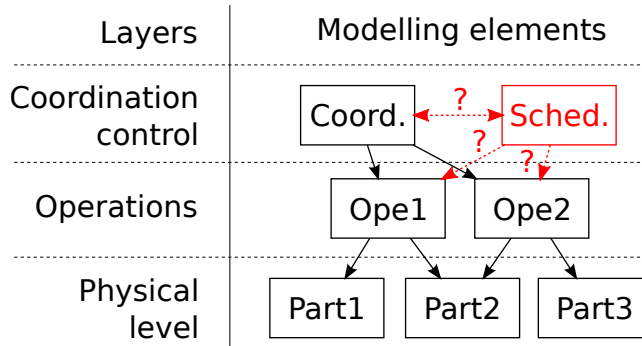 Layers
Modelling elements
Coordination
control
Coord.
?
Sched.
?
?
Operations
Ope1
Ope2
Physical
level
Part1
Part2
Part3